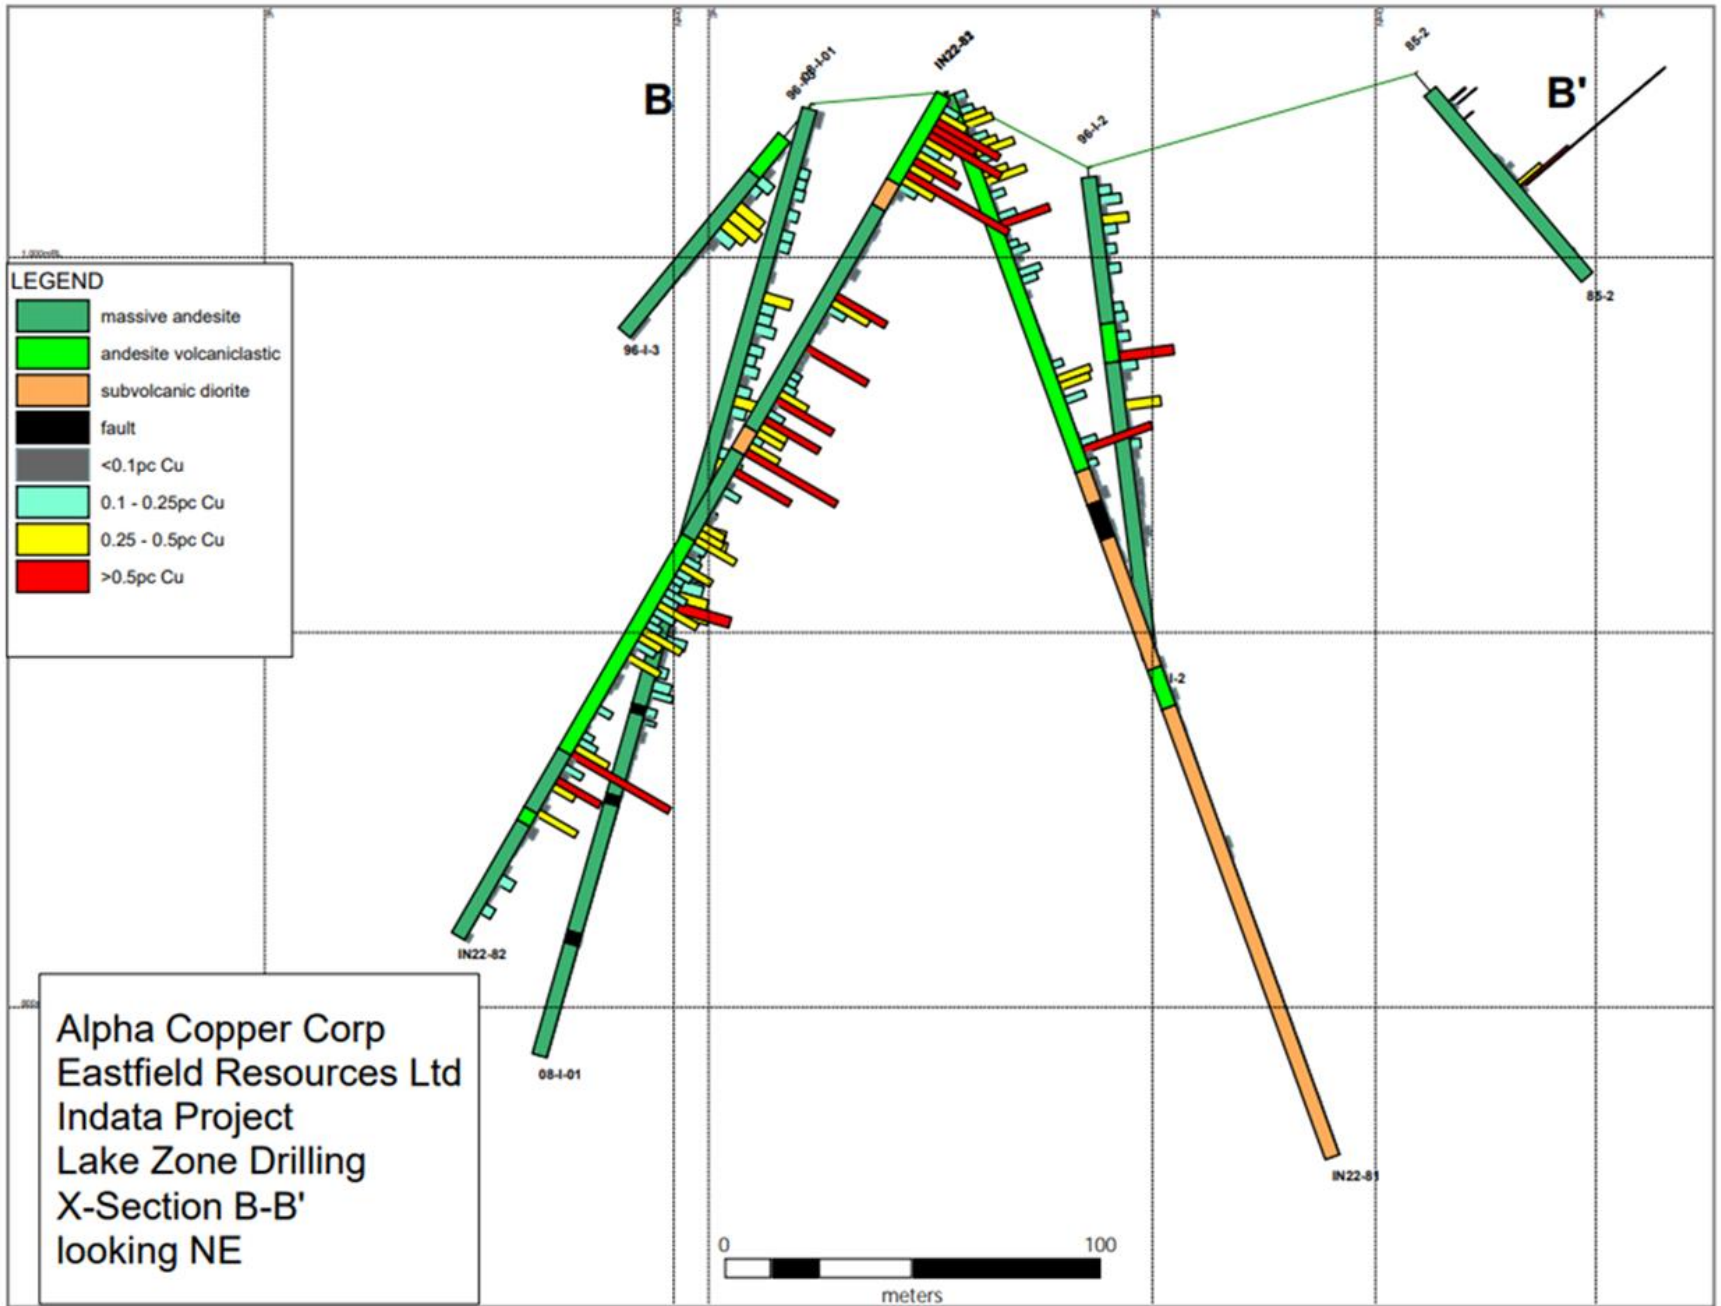 IN22-81
85-2
B
B'
96-I-2
1,000mRL
LEGEND
massive andesite
andesite volcaniclastic
subvolcanic diorite
fault
<0.1pc Cu
0.1 - 0.25pc Cu
0.25 - 0.5pc Cu
>0.5pc Cu
85-2
96-I-3
I-2
IN22-82
08-I-01
IN22-81
Alpha Copper Corp
Eastfield Resources Ltd
Indata Project
Lake Zone Drilling
X-Section B-B'
looking NE
0
100
meters